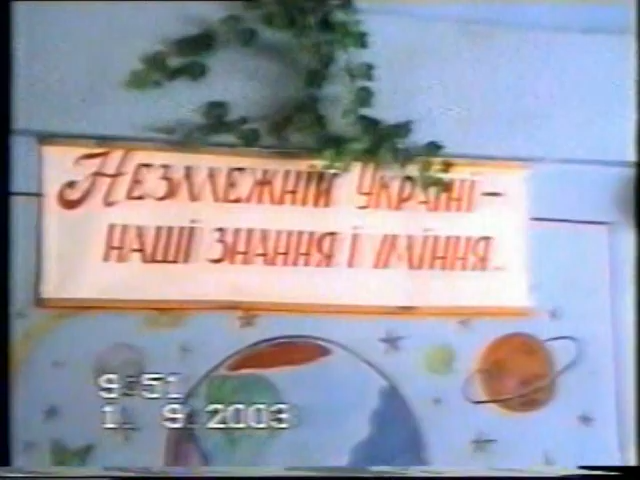 Незалежній Україні –
наші знання і уміння.
9:51
1. 9.2003